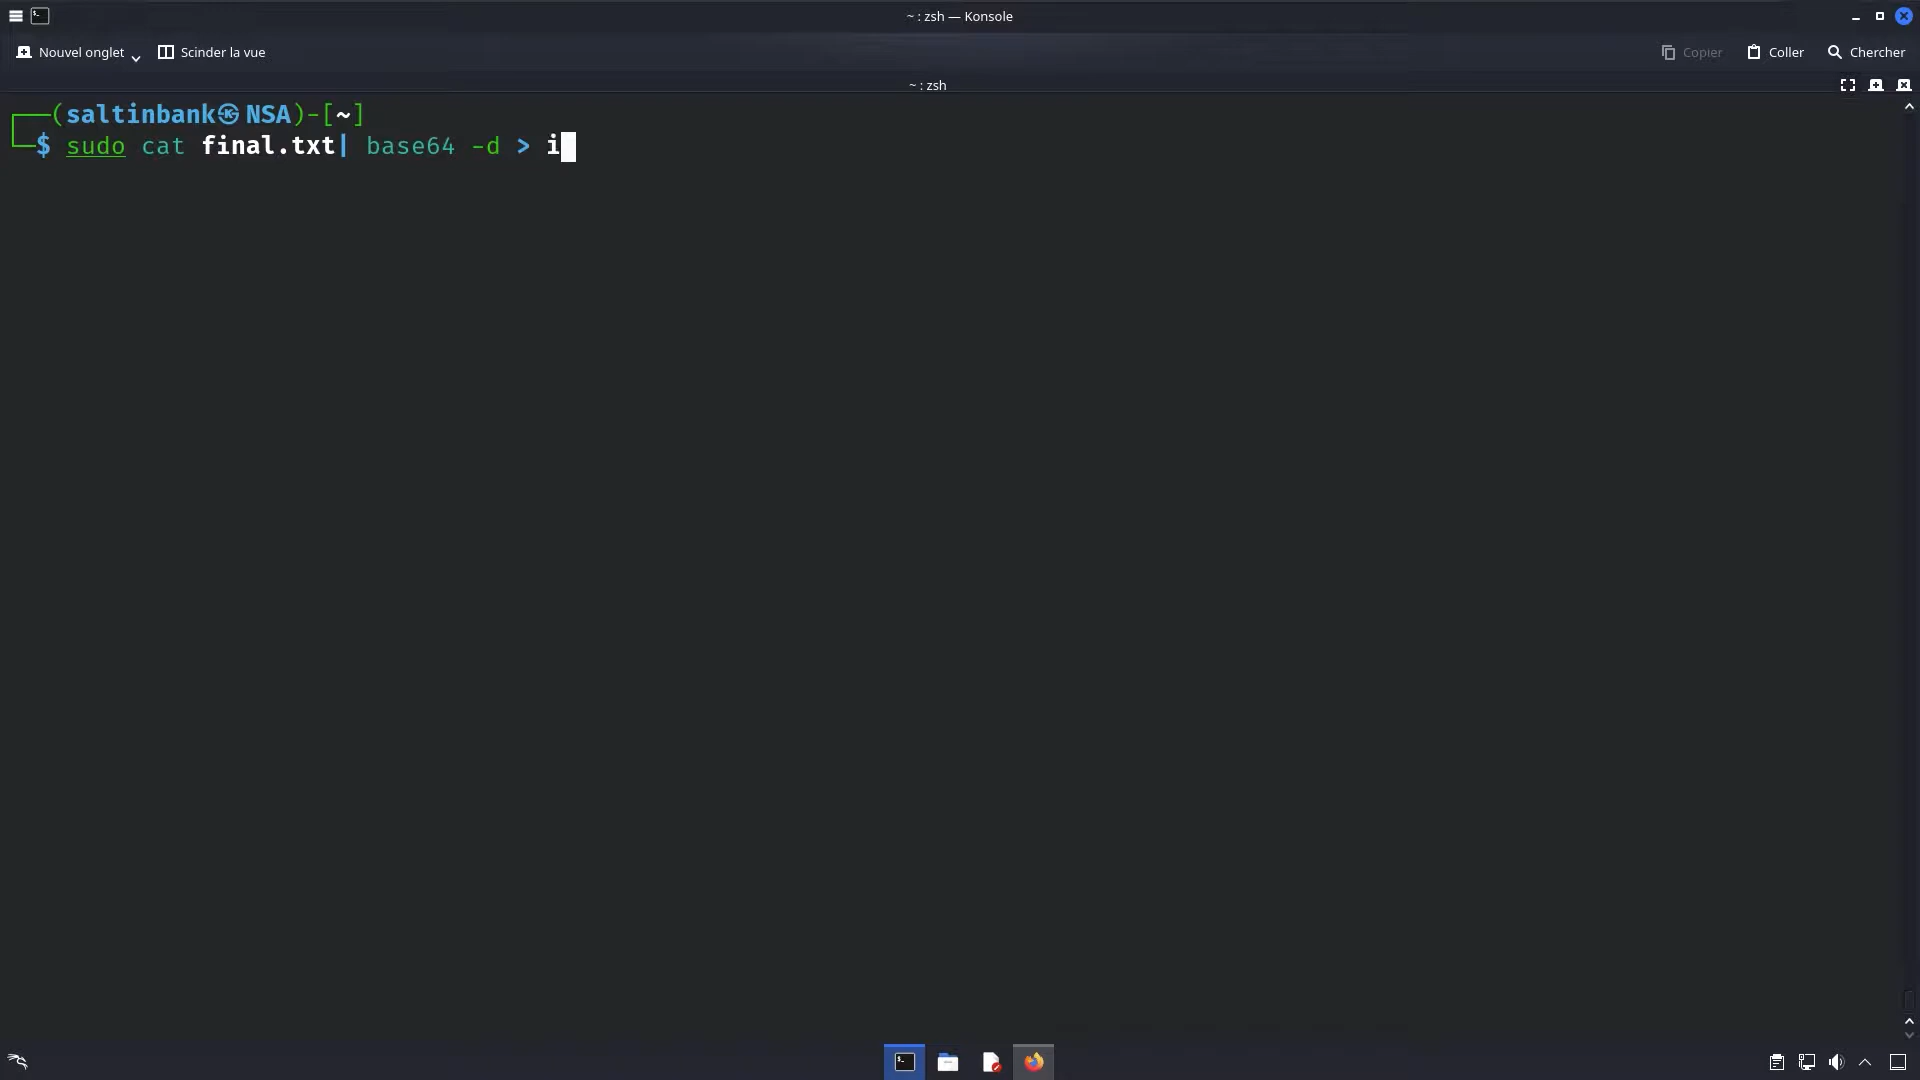 ~ : zsh — Konsole
Nouvel onglet Scinder la vue Copier Coller Chercher
~ : zsh
┌──(saltinbank㉿NSA)-[~]
└─$ sudo cat final.txt| base64 -d > i